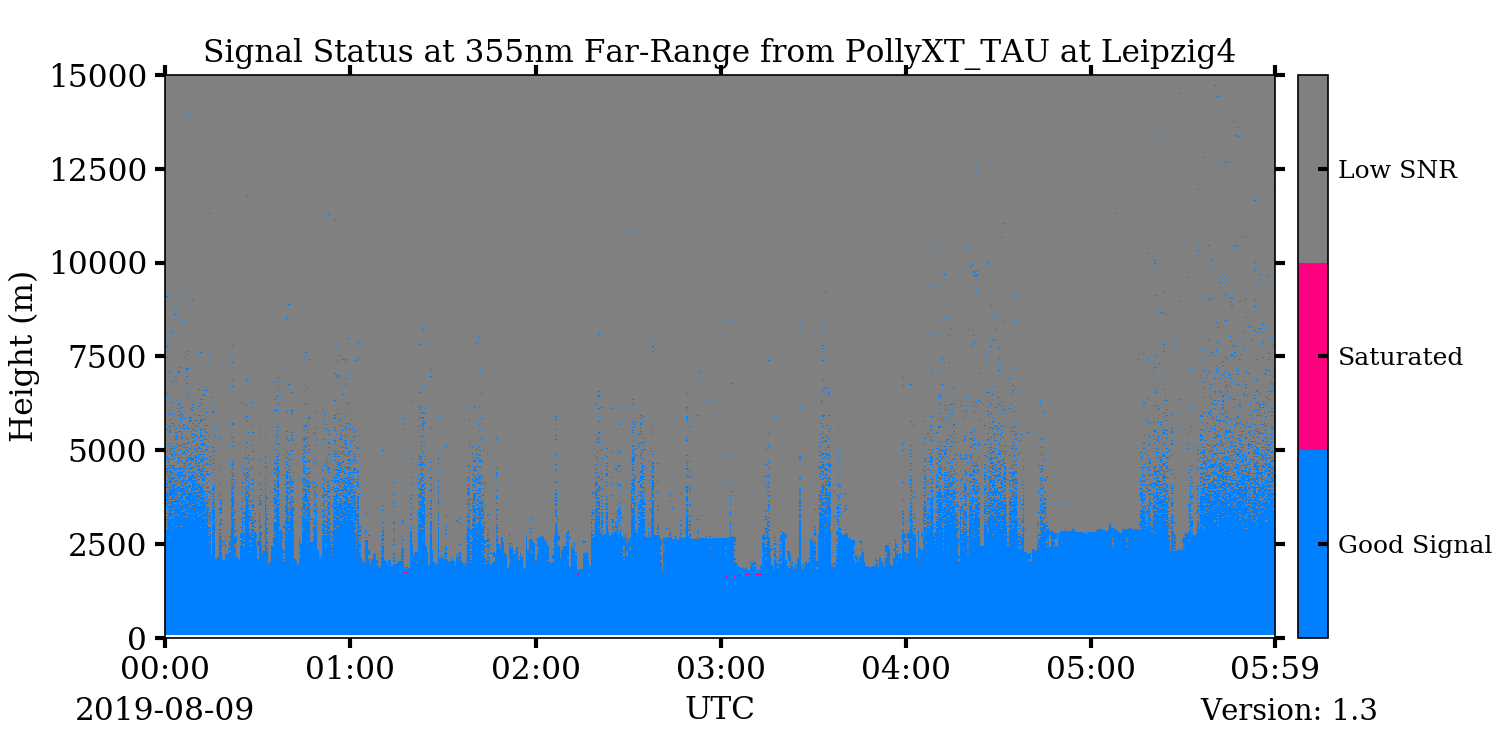 Signal Status at 355nm Far-Range from PollyXT_TAU at Leipzig4
15000
12500
10000
7500
5000
2500
0
Height (m)
00:00
01:00
02:00
03:00
04:00
05:00
05:59
2019-08-09
UTC
Version: 1.3
Low SNR
Saturated
Good Signal